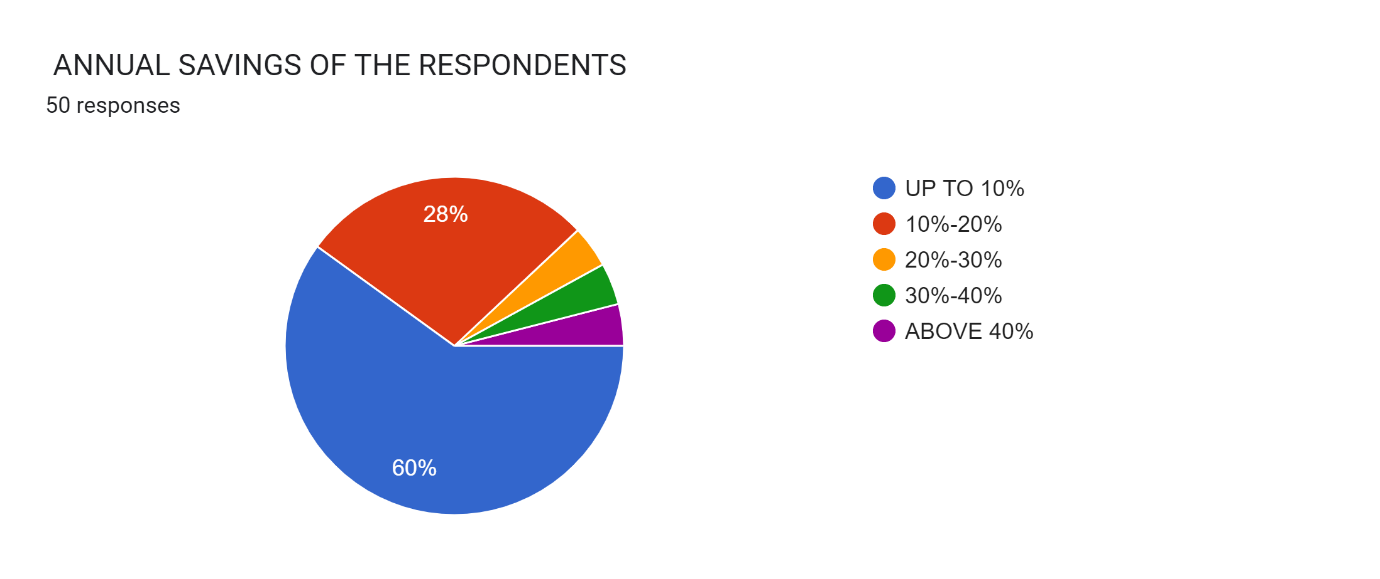 ANNUAL SAVINGS OF THE RESPONDENTS
50 responses
28%
60%
UP TO 10%
10%-20%
20%-30%
30%-40%
ABOVE 40%